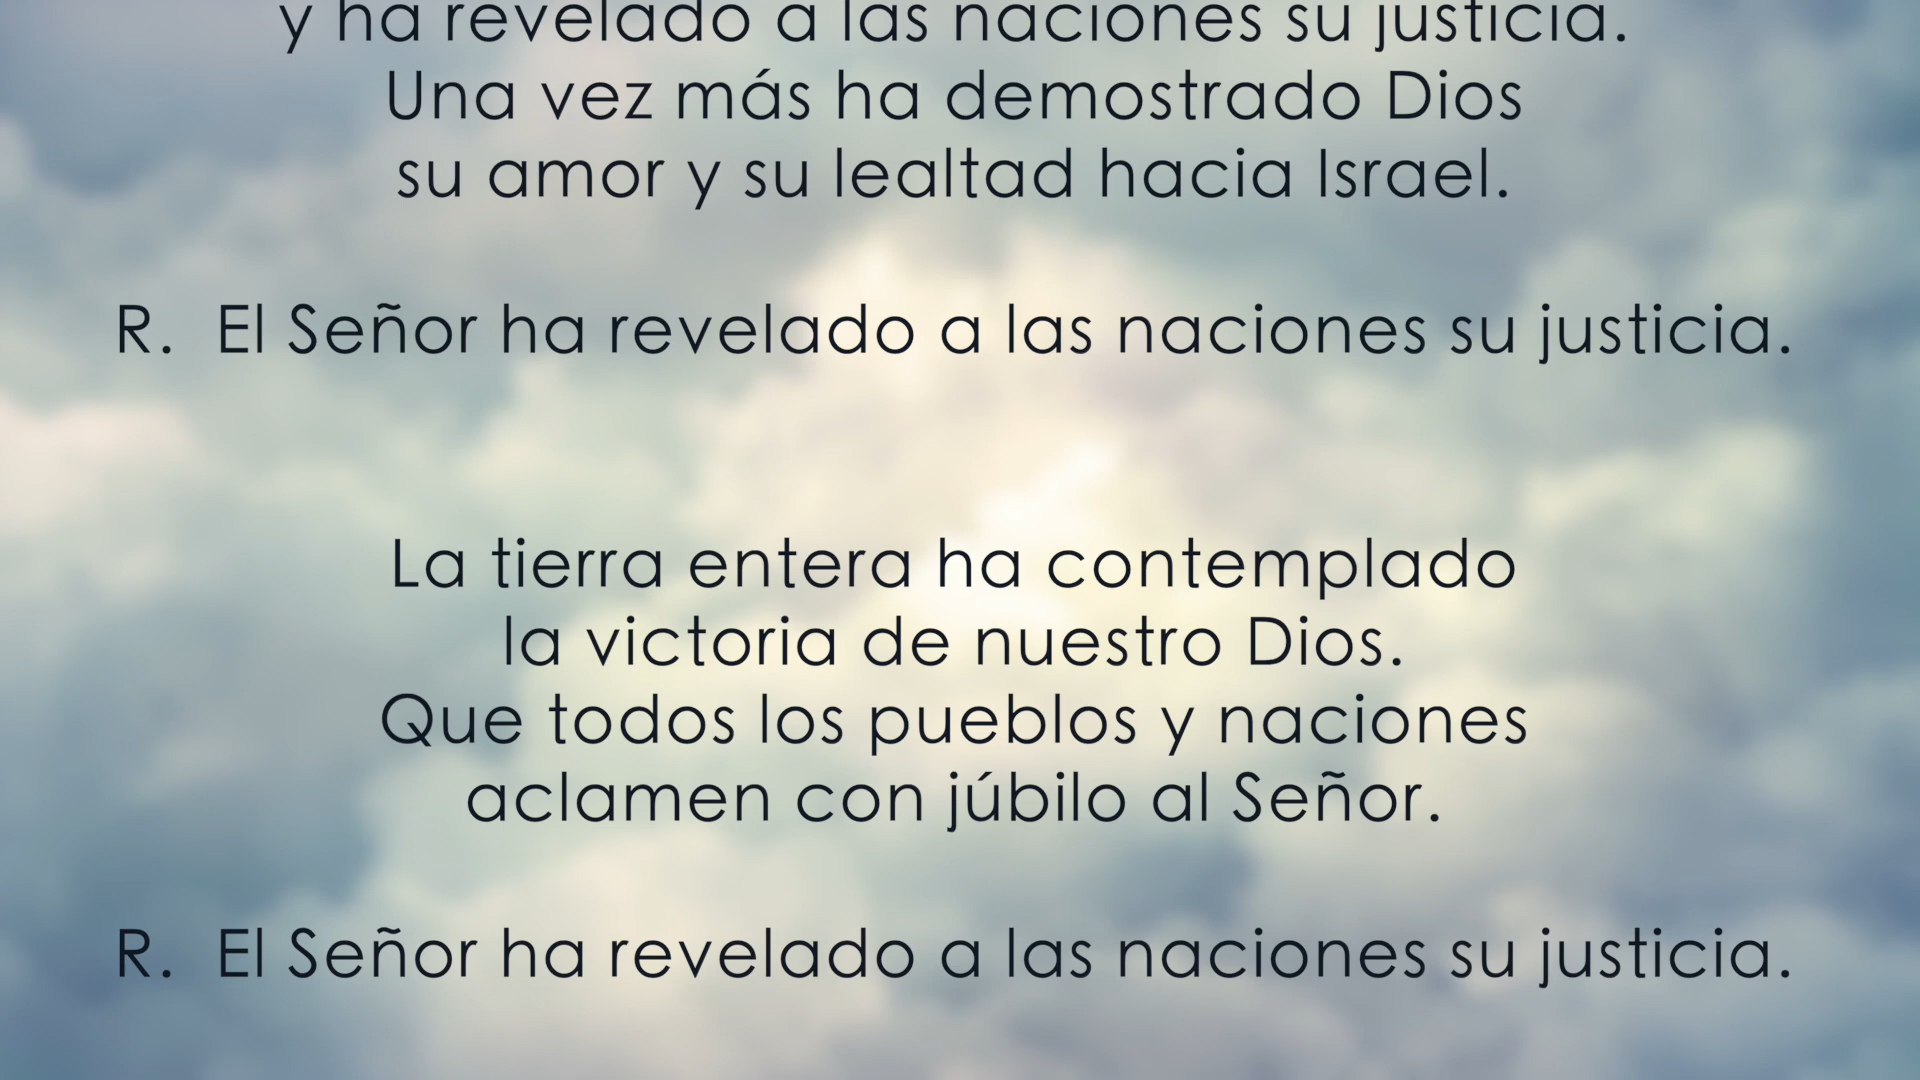 y ha revelado a las naciones su justicia.
Una vez más ha demostrado Dios
su amor y su lealtad hacia Israel.
R. El Señor ha revelado a las naciones su justicia.
La tierra entera ha contemplado
la victoria de nuestro Dios.
Que todos los pueblos y naciones
aclamen con júbilo al Señor.
R. El Señor ha revelado a las naciones su justicia.